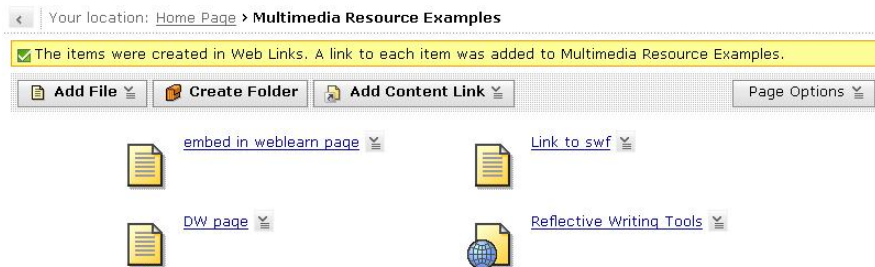 Your location: Home Page › Multimedia Resource Examples
The items were created in Web Links. A link to each item was added to Multimedia Resource Examples.
Add File Create Folder Add Content Link Page Options
embed in weblearn page Link to swf
DW page Reflective Writing Tools